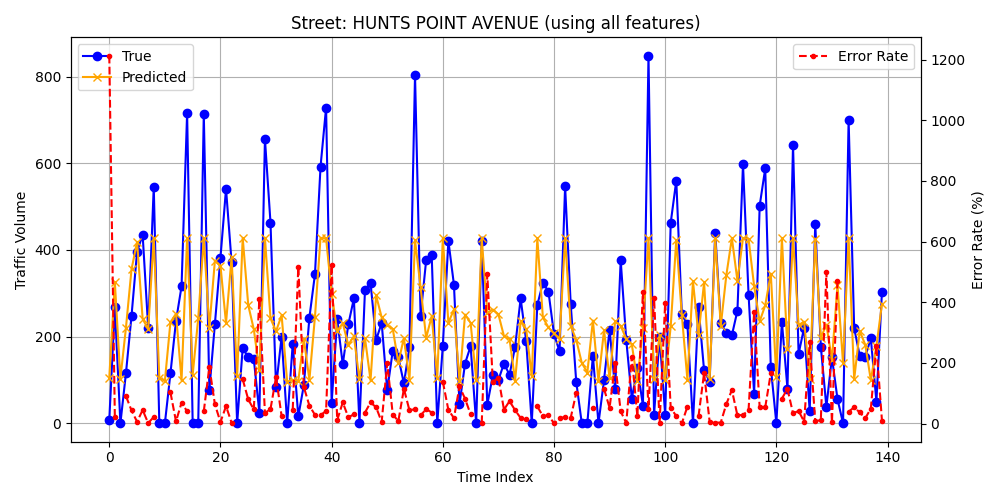 Street: HUNTS POINT AVENUE (using all features)
True
Predicted
Error Rate
Traffic Volume
800
600
400
200
0
1200
1000
800
600
400
200
0
Error Rate (%)
0 20 40 60 80 100 120 140
Time Index